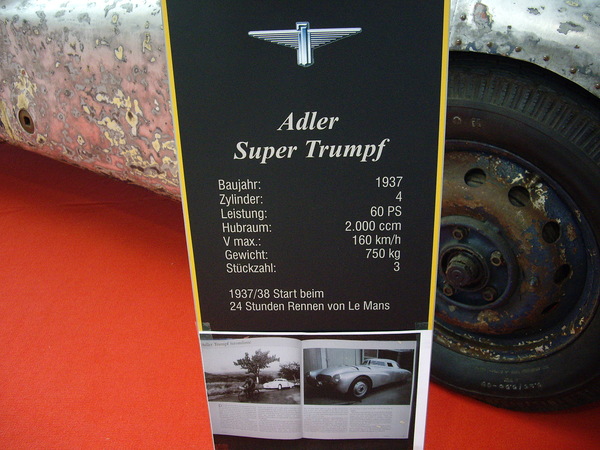 Adler
Super Trumpf
Baujahr: 1937
Zylinder: 4
Leistung: 60 PS
Hubraum: 2.000 ccm
V max.: 160 km/h
Gewicht: 750 kg
Stückzahl: 3
1937/38 Start beim
24 Stunden Rennen von Le Mans